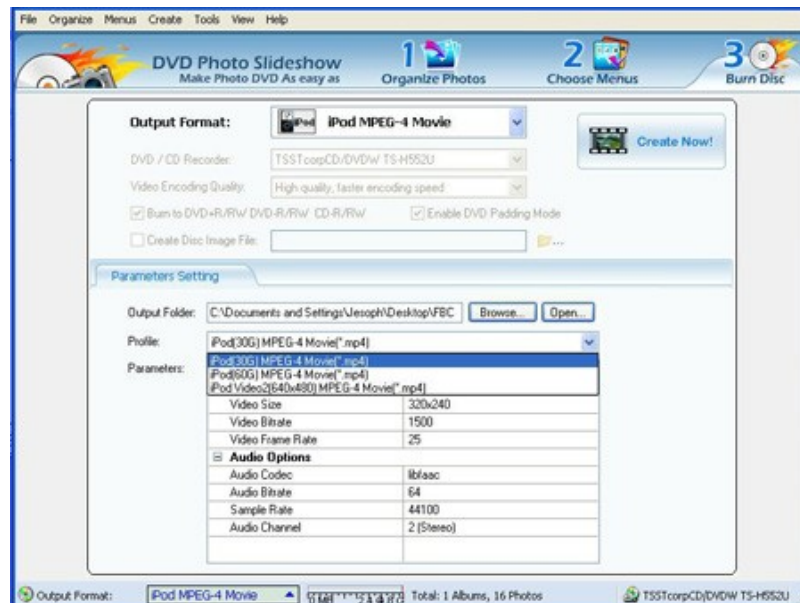 File Organize Menus Create Tools View Help
DVD Photo Slideshow
Make Photo DVD As easy as
1 Organize Photos
2 Choose Menus
3 Burn Disc
Output Format: iPod iPod MPEG-4 Movie
Create Now!
DVD / CD Recorder: TSSTcorpCD/DVDW TS-H552U
Video Encoding Quality: High quality, faster encoding speed
Burn to DVD+R/RW DVD-R/RW CD-R/RW Enable DVD Padding Mode
Create Disc Image File: ...
Parameters Setting
Output Folder: C:\Documents and Settings\Jesoph\Desktop\FBC Browse... Open...
Profile: iPod(30G) MPEG-4 Movie(*.mp4)
Parameters: iPod(30G) MPEG-4 Movie(*.mp4)
iPod(60G) MPEG-4 Movie(*.mp4)
iPod Video2(640x480) MPEG-4 Movie(*.mp4)
Video Size 320x240
Video Bitrate 1500
Video Frame Rate 25
Audio Options
Audio Codec libfaac
Audio Bitrate 64
Sample Rate 44100
Audio Channel 2 (Stereo)
Output Format: iPod MPEG-4 Movie Total: 1 Albums, 16 Photos TSSTcorpCD/DVDW TS-H552U